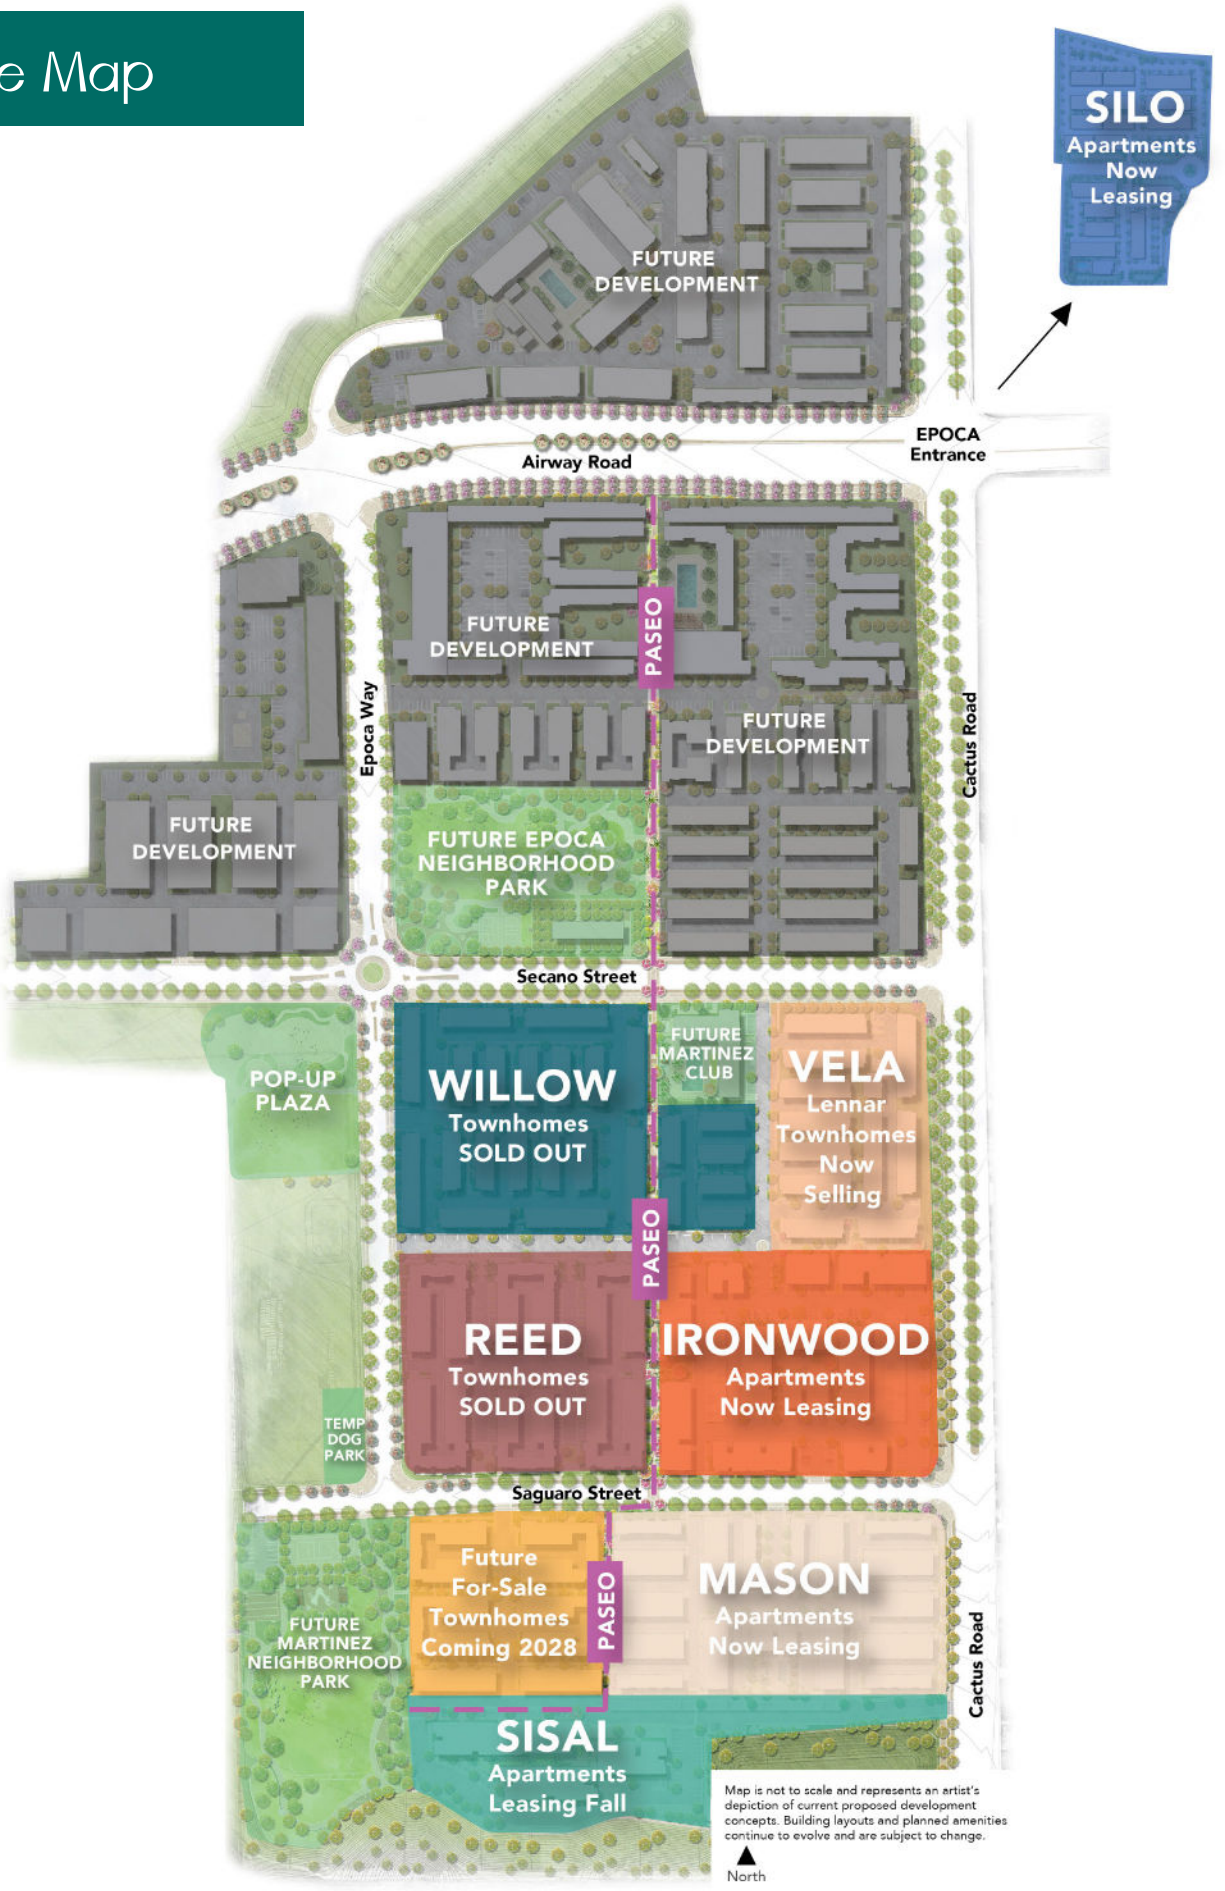 e Map
SILO
Apartments
Now
Leasing
FUTURE
DEVELOPMENT
EPOCA
Entrance
Airway Road
FUTURE
DEVELOPMENT
PASEO
Epoca Way
FUTURE
DEVELOPMENT
Cactus Road
FUTURE
DEVELOPMENT
FUTURE EPOCA
NEIGHBORHOOD
PARK
Secano Street
POP-UP
PLAZA
WILLOW
Townhomes
SOLD OUT
FUTURE
MARTINEZ
CLUB
VELA
Lennar
Townhomes
Now
Selling
PASEO
REED
Townhomes
SOLD OUT
IRONWOOD
Apartments
Now Leasing
TEMP
DOG
PARK
Saguaro Street
Future
For-Sale
Townhomes
Coming 2028
PASEO
MASON
Apartments
Now Leasing
FUTURE
MARTINEZ
NEIGHBORHOOD
PARK
Cactus Road
SISAL
Apartments
Leasing Fall
Map is not to scale and represents an artist's
depiction of current proposed development
concepts. Building layouts and planned amenities
continue to evolve and are subject to change.
North